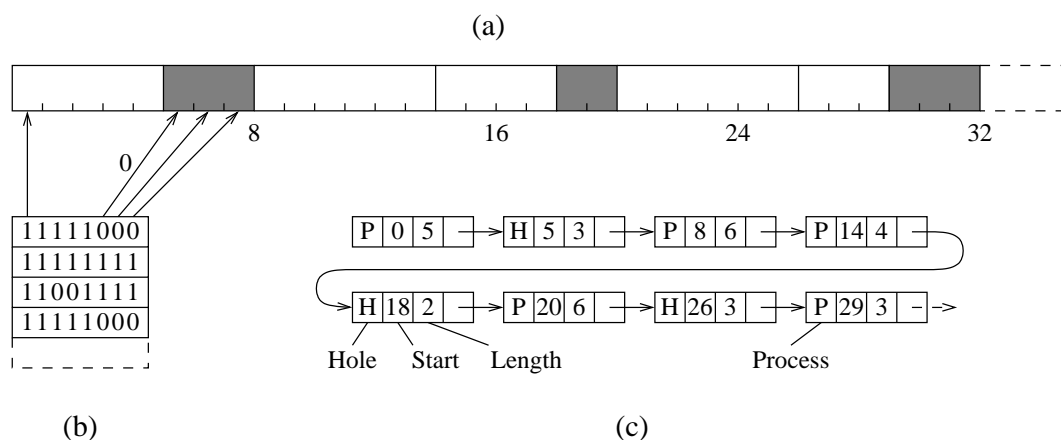 (a)
8 16 24 32
0
11111000
11111111
11001111
11111000
P 0 5 H 5 3 P 8 6 P 14 4
H 18 2 P 20 6 H 26 3 P 29 3
Hole Start Length Process
(b) (c)